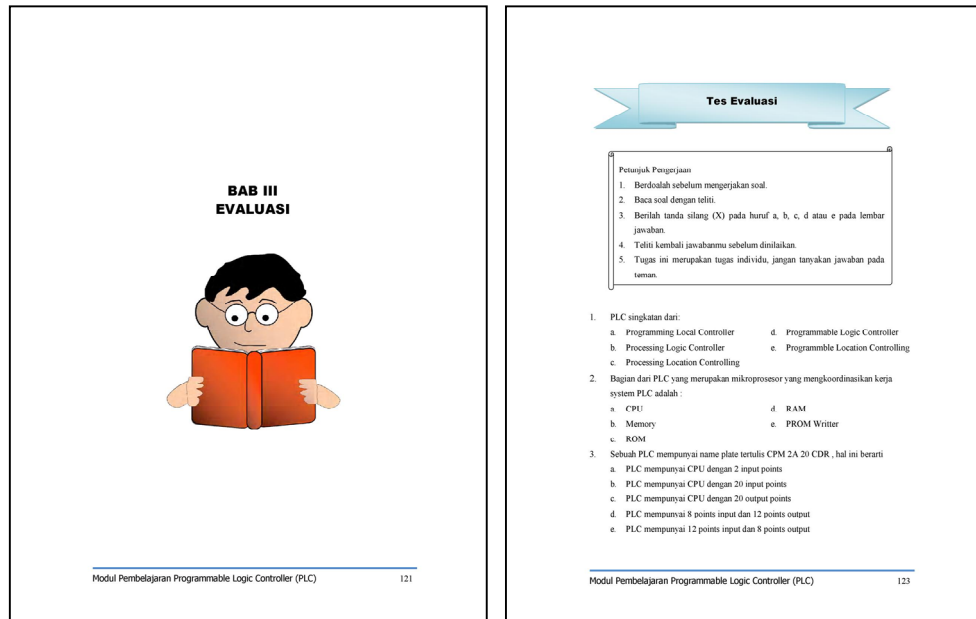 BAB III
EVALUASI
Modul Pembelajaran Programmable Logic Controller (PLC) 121
Tes Evaluasi
Petunjuk Pengerjaan
1. Berdoalah sebelum mengerjakan soal.
2. Baca soal dengan teliti.
3. Berilah tanda silang (X) pada huruf a, b, c, d atau e pada lembar
jawaban.
4. Teliti kembali jawabanmu sebelum dinilaikan.
5. Tugas ini merupakan tugas individu, jangan tanyakan jawaban pada
teman.
1. PLC singkatan dari:
a. Programming Local Controller
b. Processing Logic Controller
c. Processing Location Controlling
d. Programmable Logic Controller
e. Programmble Location Controlling
2. Bagian dari PLC yang merupakan mikroprosesor yang mengkoordinasikan kerja
system PLC adalah :
a. CPU
b. Memory
c. ROM
d. RAM
e. PROM Writter
3. Sebuah PLC mempunyai name plate tertulis CPM 2A 20 CDR , hal ini berarti
a. PLC mempunyai CPU dengan 2 input points
b. PLC mempunyai CPU dengan 20 input points
c. PLC mempunyai CPU dengan 20 output points
d. PLC mempunyai 8 points input dan 12 points output
e. PLC mempunyai 12 points input dan 8 points output
Modul Pembelajaran Programmable Logic Controller (PLC) 123